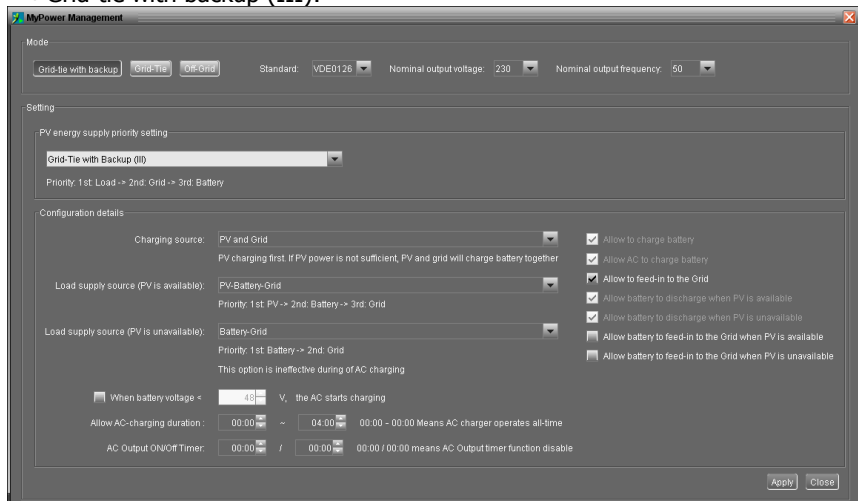 Grid-tie with backup (III):
MyPower Management
Mode
Grid-tie with backup Grid-Tie Off-Grid Standard: VDE0126 Nominal output voltage: 230 Nominal output frequency: 50
Setting
PV energy supply priority setting
Grid-Tie with Backup (III)
Priority: 1st: Load -> 2nd: Grid -> 3rd: Battery
Configuration details
Charging source: PV and Grid
PV charging first. If PV power is not sufficient, PV and grid will charge battery together
Load supply source (PV is available): PV-Battery-Grid
Priority: 1st: PV -> 2nd: Battery -> 3rd: Grid
Load supply source (PV is unavailable): Battery-Grid
Priority: 1st: Battery -> 2nd: Grid
This option is ineffective during of AC charging
When battery voltage < 48 V, the AC starts charging
Allow AC-charging duration : 00:00 ~ 04:00 00:00 - 00:00 Means AC charger operates all-time
AC Output ON/Off Timer: 00:00 / 00:00 00:00 / 00:00 means AC Output timer function disable
Allow to charge battery
Allow AC to charge battery
Allow to feed-in to the Grid
Allow battery to discharge when PV is available
Allow battery to discharge when PV is unavailable
Allow battery to feed-in to the Grid when PV is available
Allow battery to feed-in to the Grid when PV is unavailable
Apply Close